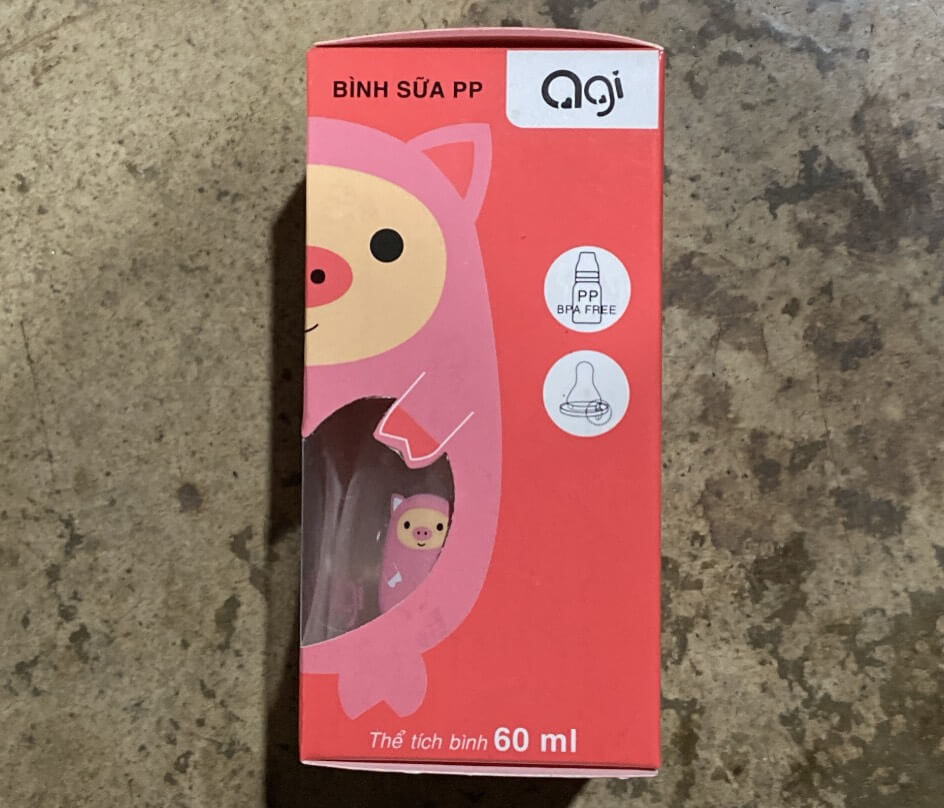 BÌNH SỮA PP
agi
PP
BPA FREE
Thể tích bình 60 ml